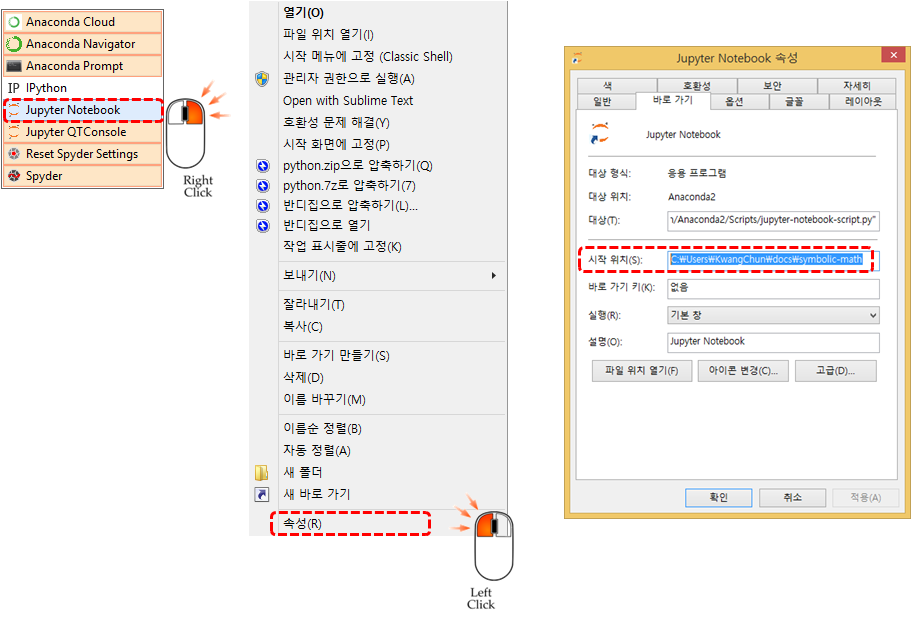 Anaconda Cloud
Anaconda Navigator
Anaconda Prompt
IP IPython
Jupyter Notebook
Jupyter QTConsole
Reset Spyder Settings
Spyder
Right
Click
열기(O)
파일 위치 열기(I)
시작 메뉴에 고정 (Classic Shell)
관리자 권한으로 실행(A)
Open with Sublime Text
호환성 문제 해결(Y)
시작 화면에 고정(P)
python.zip으로 압축하기(Q)
python.7z로 압축하기(7)
반디집으로 압축하기(L)...
반디집으로 열기
작업 표시줄에 고정(K)
보내기(N)
잘라내기(T)
복사(C)
바로 가기 만들기(S)
삭제(D)
이름 바꾸기(M)
이름순 정렬(B)
자동 정렬(A)
새 폴더
새 바로 가기
속성(R)
Left
Click
Jupyter Notebook 속성
색 호환성 보안 자세히
일반 바로 가기 옵션 글꼴 레이아웃
Jupyter Notebook
대상 형식: 응용 프로그램
대상 위치: Anaconda2
대상(T): ı/Anaconda2/Scripts/jupyter-notebook-script.py"
시작 위치(S): C:₩Users₩KwangChun₩docs₩symbolic-math
바로 가기 키(K): 없음
실행(R): 기본 창
설명(O): Jupyter Notebook
파일 위치 열기(F) 아이콘 변경(C)... 고급(D)...
확인 취소 적용(A)